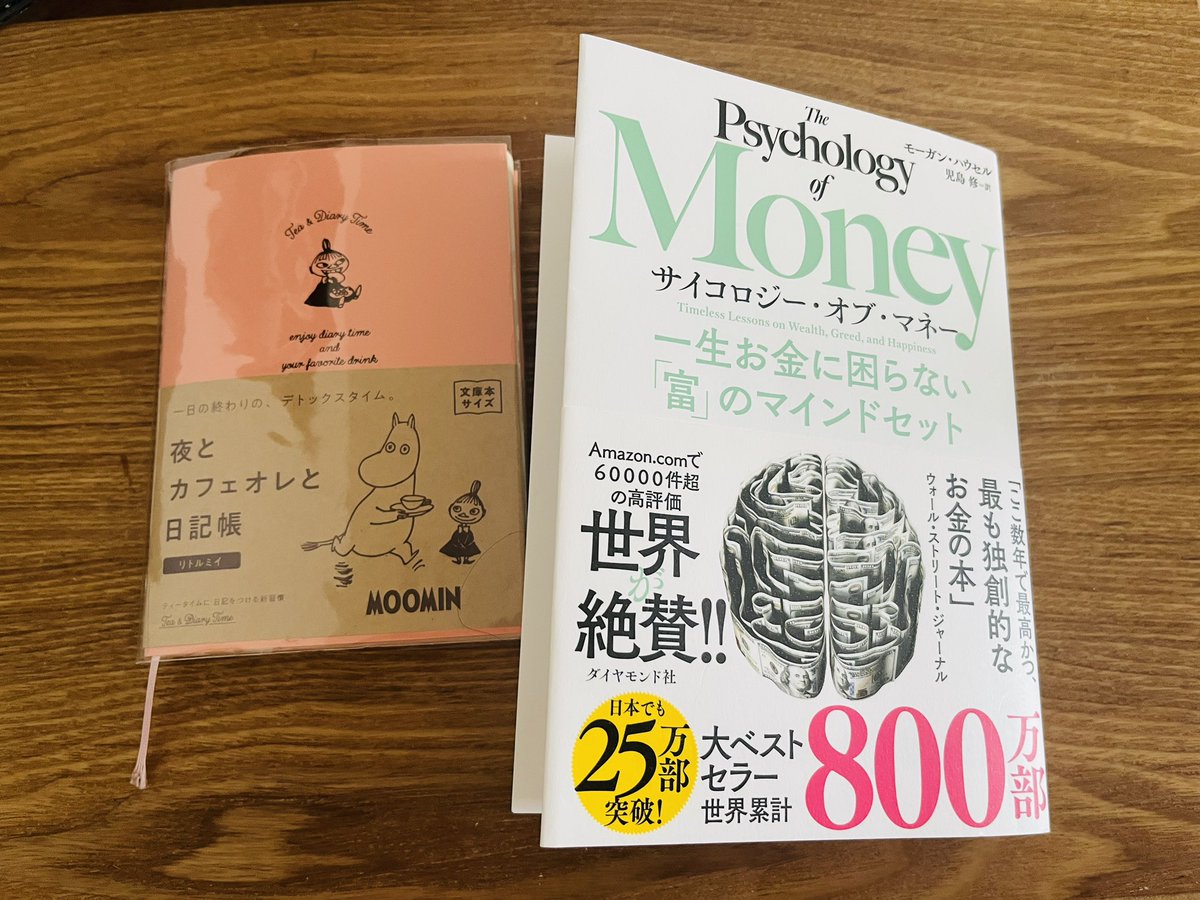 Tea & Diary Time
enjoy diary time
and
your favorite drink
一日の終わりの、デトックスタイム。
文庫本
サイズ
夜と
カフェオレと
日記帳
リトルミイ
MOOMIN
ティータイムに日記をつける新習慣
Tea & Diary Time
The
Psychology
of
Money
モーガン・ハウセル
児島 修 訳
サイコロジー・オブ・マネー
Timeless Lessons on Wealth, Greed, and Happiness
一生お金に困らない
「富」のマインドセット
Amazon.comで
60000件超
の高評価
世界
が
絶賛!!
ダイヤモンド社
「ここ数年で最高かつ、
最も独創的な
お金の本」
ウォール・ストリート・ジャーナル
日本でも
25万部
突破!
大ベスト
セラー
世界累計
800万部